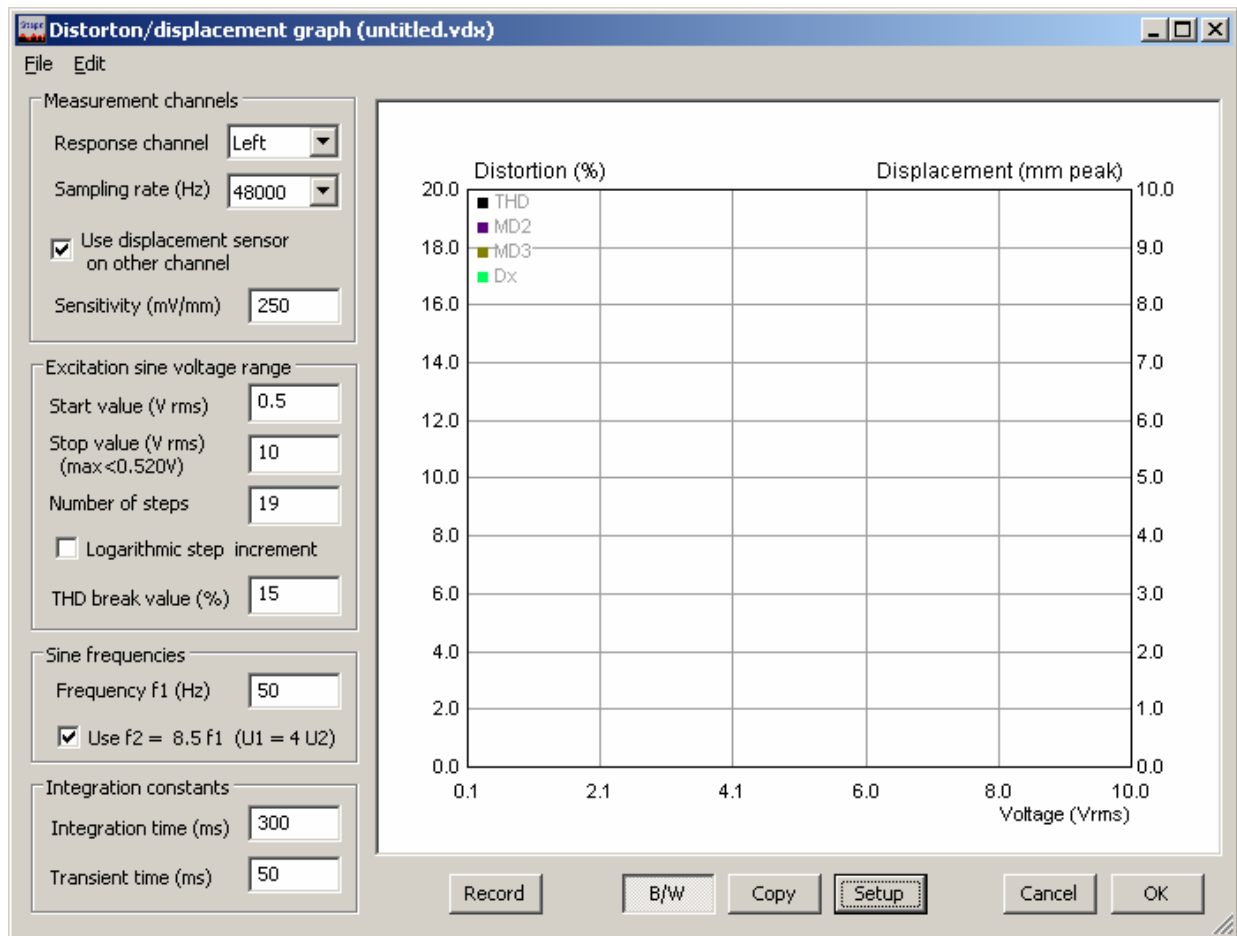 Steps
Distorton/displacement graph (untitled.vdx)
File Edit
Measurement channels
Response channel Left
Sampling rate (Hz) 48000
Use displacement sensor
on other channel
Sensitivity (mV/mm) 250
Excitation sine voltage range
Start value (V rms) 0.5
Stop value (V rms)
(max<0.520V) 10
Number of steps 19
Logarithmic step increment
THD break value (%) 15
Sine frequencies
Frequency f1 (Hz) 50
Use f2 = 8.5 f1 (U1 = 4 U2)
Integration constants
Integration time (ms) 300
Transient time (ms) 50
Distortion (%) Displacement (mm peak)
20.0 THD 10.0
MD2
18.0 MD3 9.0
Dx
16.0 8.0
14.0 7.0
12.0 6.0
10.0 5.0
8.0 4.0
6.0 3.0
4.0 2.0
2.0 1.0
0.0 0.0
0.1 2.1 4.1 6.0 8.0 10.0
Voltage (Vrms)
Record B/W Copy Setup Cancel OK